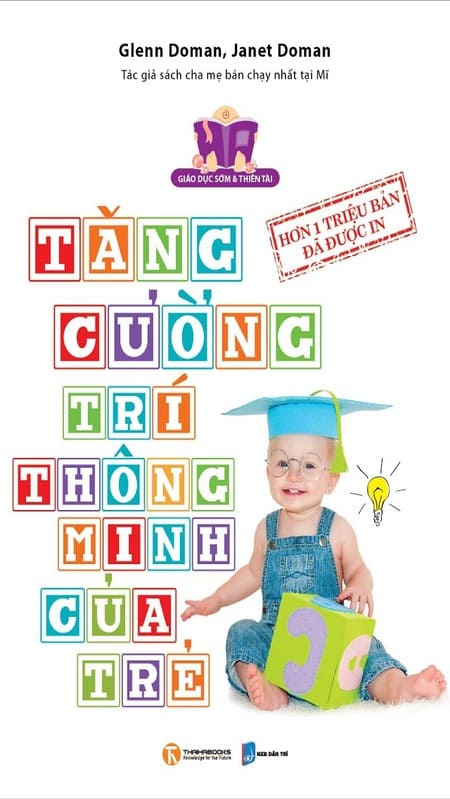 Glenn Doman, Janet Doman
Tác giả sách cha mẹ bán chạy nhất tại Mĩ
GIÁO DỤC SỚM & THIÊN TÀI
HƠN 1 TRIỆU BẢN
ĐÃ ĐƯỢC IN
TĂNG
CƯỜNG
TRÍ
THÔNG
MINH
CỦA
TRẺ
THAIHABOOKS
Knowledge for the Future
NXB DÂN TRÍ